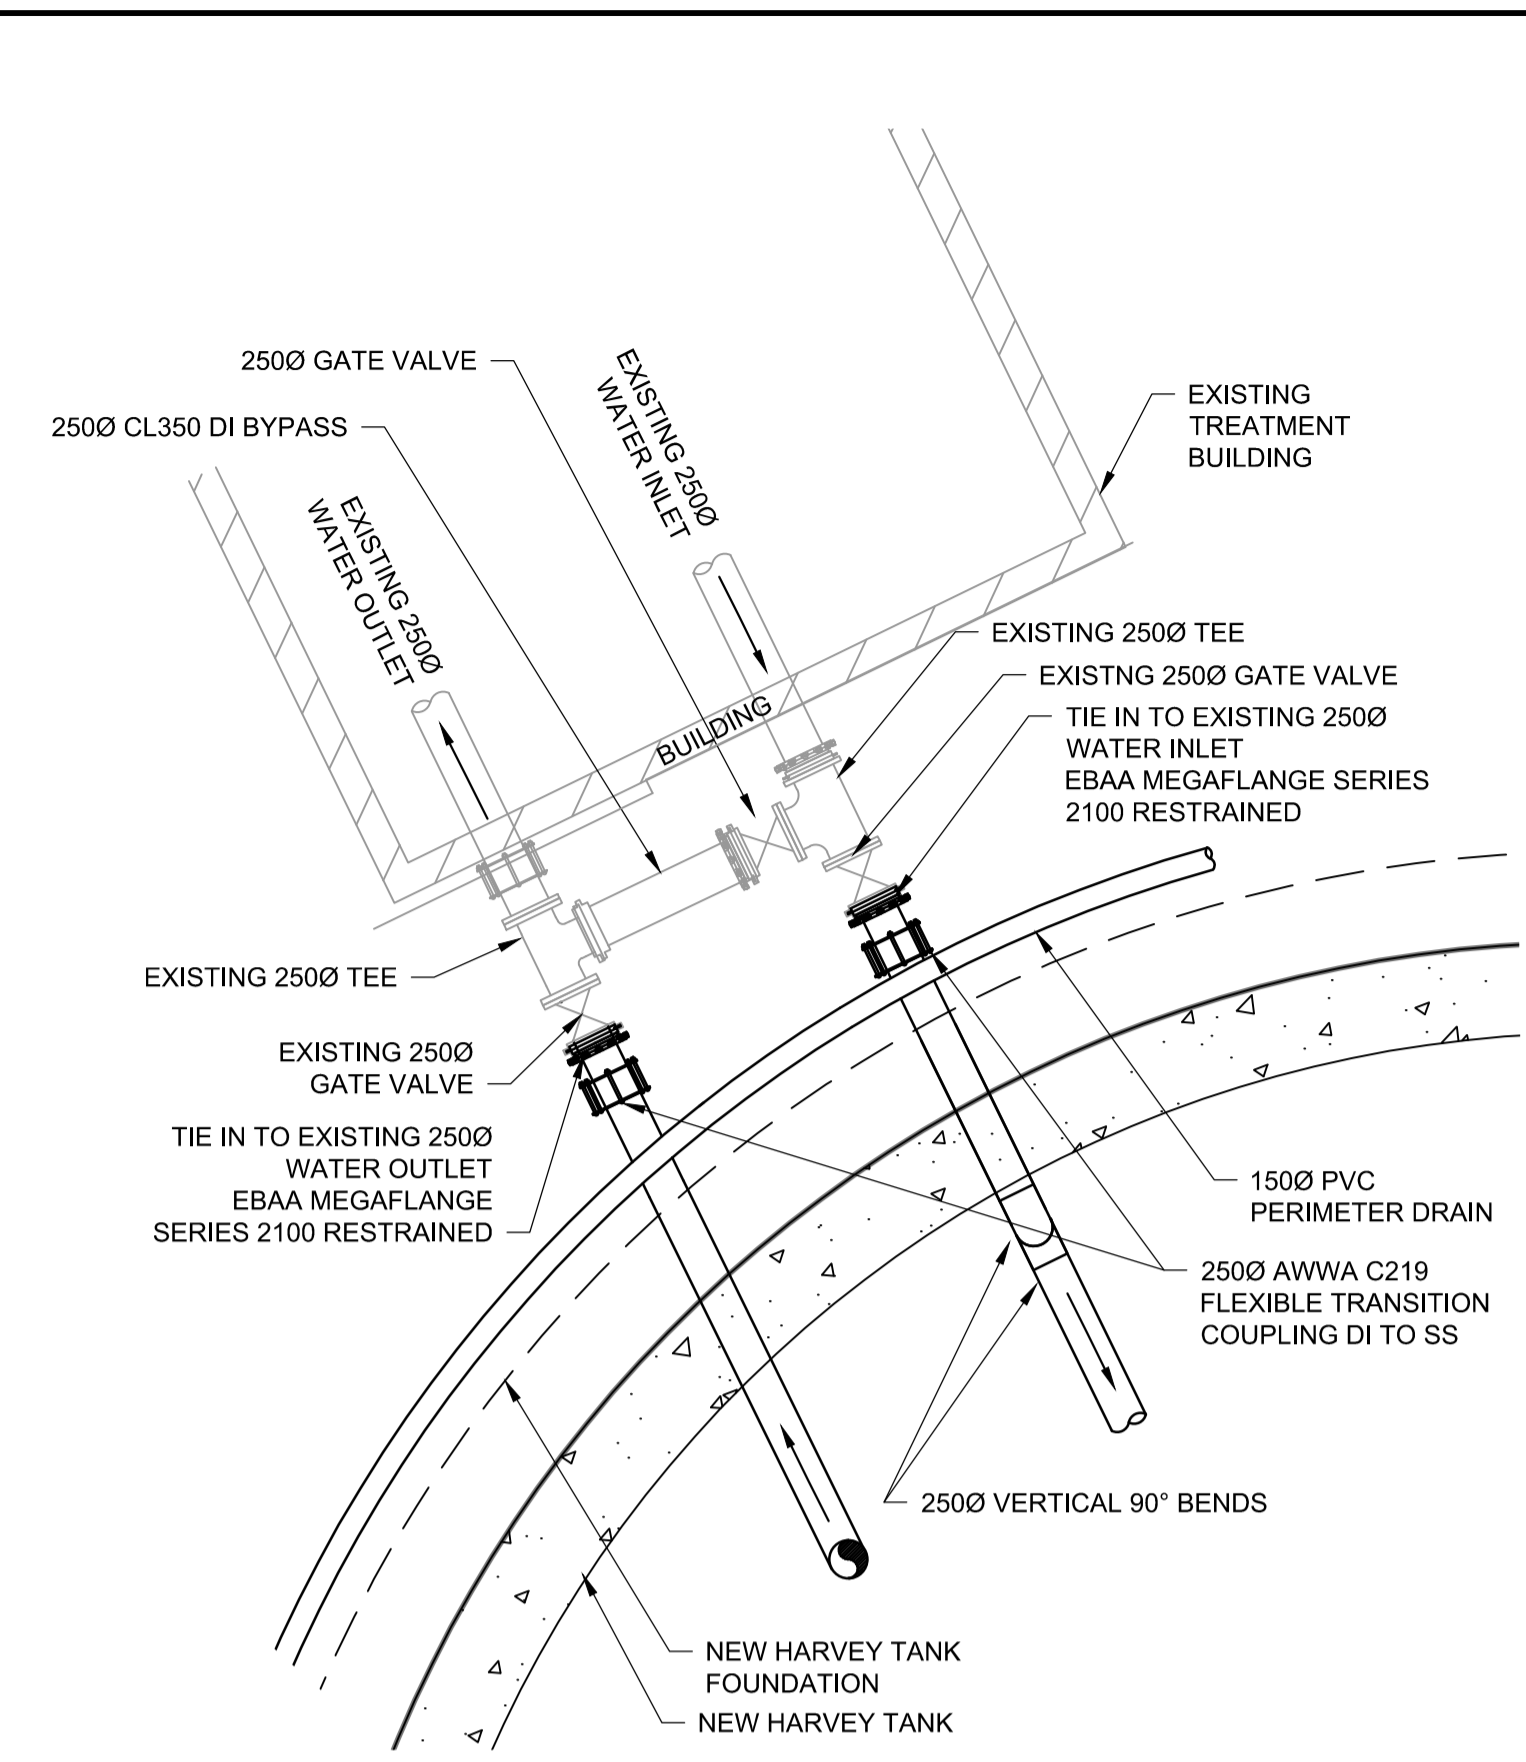 250Ø GATE VALVE
250Ø CL350 DI BYPASS
EXISTING 250Ø
WATER INLET
EXISTING 250Ø
WATER OUTLET
EXISTING
TREATMENT
BUILDING
BUILDING
EXISTING 250Ø TEE
EXISTNG 250Ø GATE VALVE
TIE IN TO EXISTING 250Ø
WATER INLET
EBAA MEGAFLANGE SERIES
2100 RESTRAINED
EXISTING 250Ø TEE
EXISTING 250Ø
GATE VALVE
TIE IN TO EXISTING 250Ø
WATER OUTLET
EBAA MEGAFLANGE
SERIES 2100 RESTRAINED
150Ø PVC
PERIMETER DRAIN
250Ø AWWA C219
FLEXIBLE TRANSITION
COUPLING DI TO SS
250Ø VERTICAL 90° BENDS
NEW HARVEY TANK
FOUNDATION
NEW HARVEY TANK